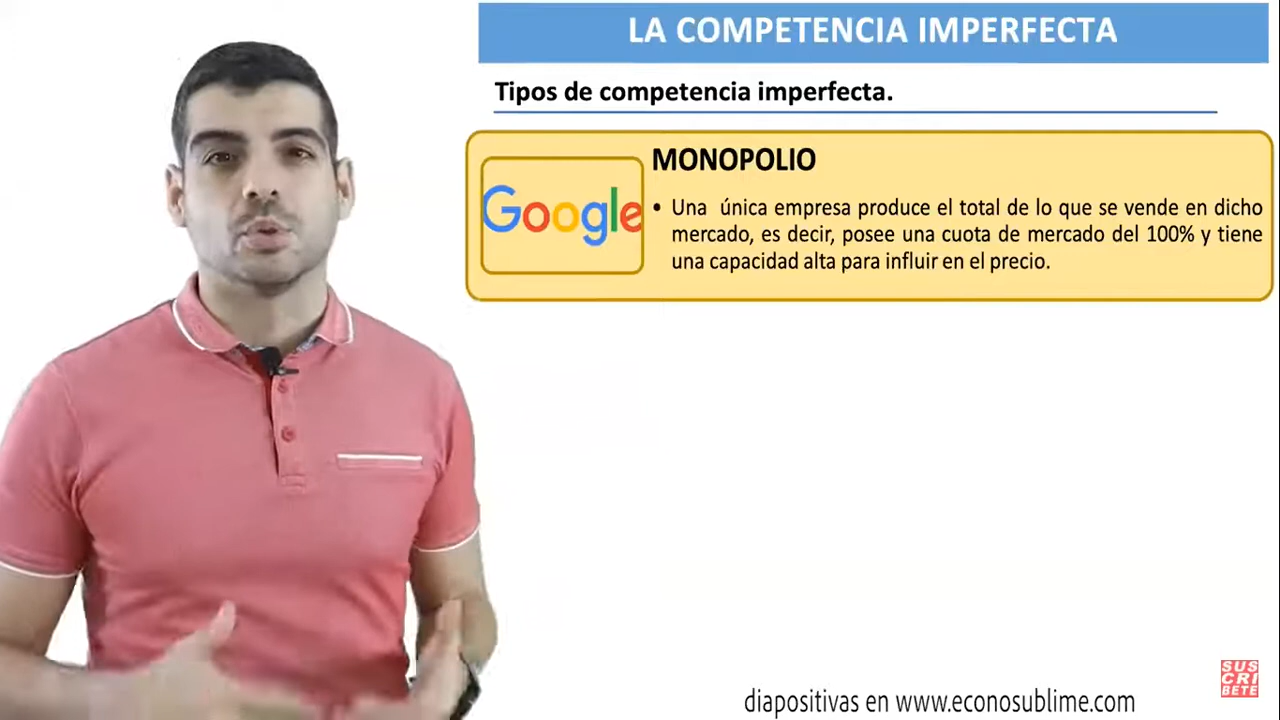 LA COMPETENCIA IMPERFECTA
Tipos de competencia imperfecta.
Google
MONOPOLIO
• Una única empresa produce el total de lo que se vende en dicho
mercado, es decir, posee una cuota de mercado del 100% y tiene
una capacidad alta para influir en el precio.
SUS
CRI
BETE
diapositivas en www.econosublime.com